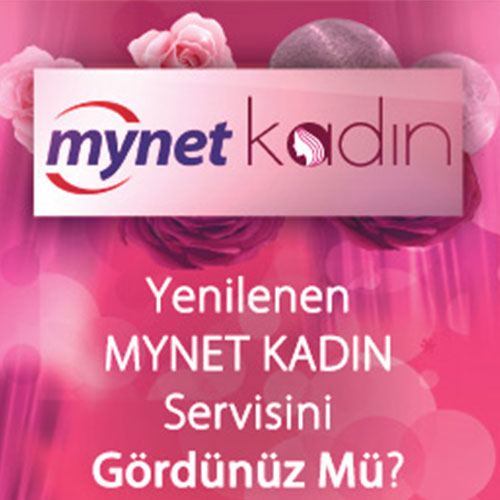 mynet kadın
Yenilenen
MYNET KADIN
Servisini
Gördünüz Mü?